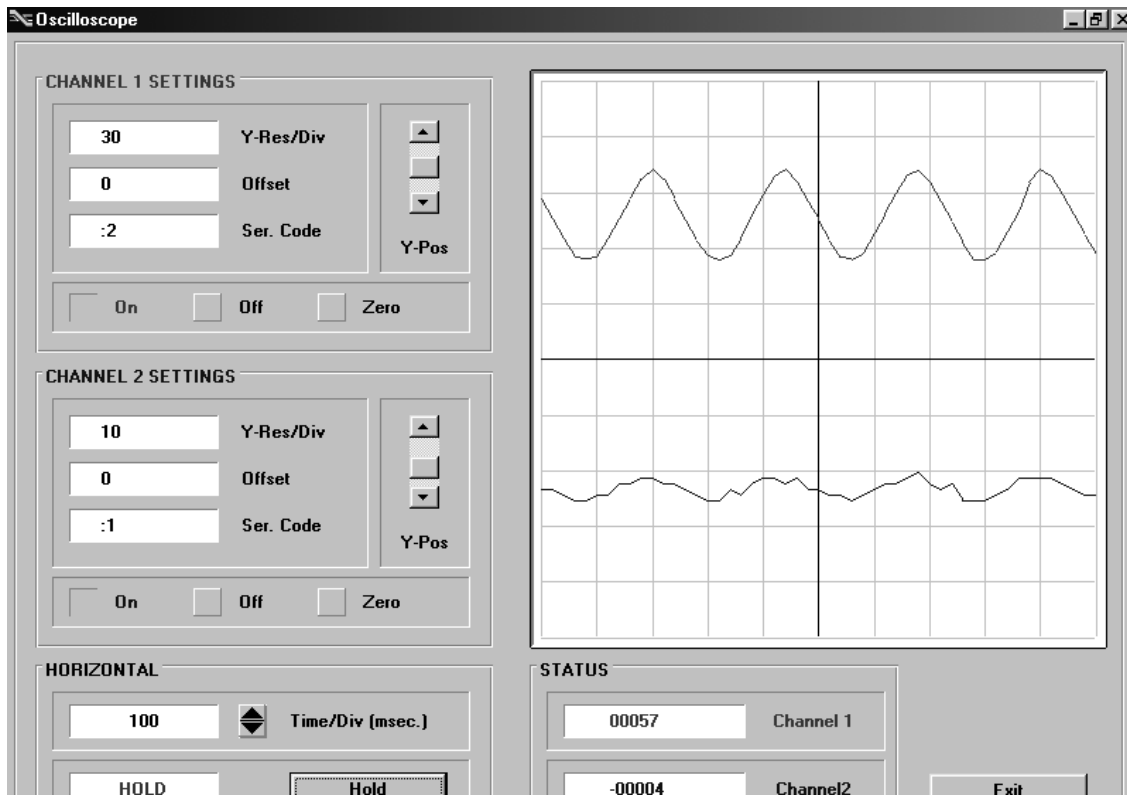 Oscilloscope
CHANNEL 1 SETTINGS
30 Y-Res/Div
0 Offset
:2 Ser. Code
Y-Pos
On Off Zero
CHANNEL 2 SETTINGS
10 Y-Res/Div
0 Offset
:1 Ser. Code
Y-Pos
On Off Zero
HORIZONTAL
100 Time/Div (msec.)
HOLD Hold
STATUS
00057 Channel 1
-00004 Channel2
Exit